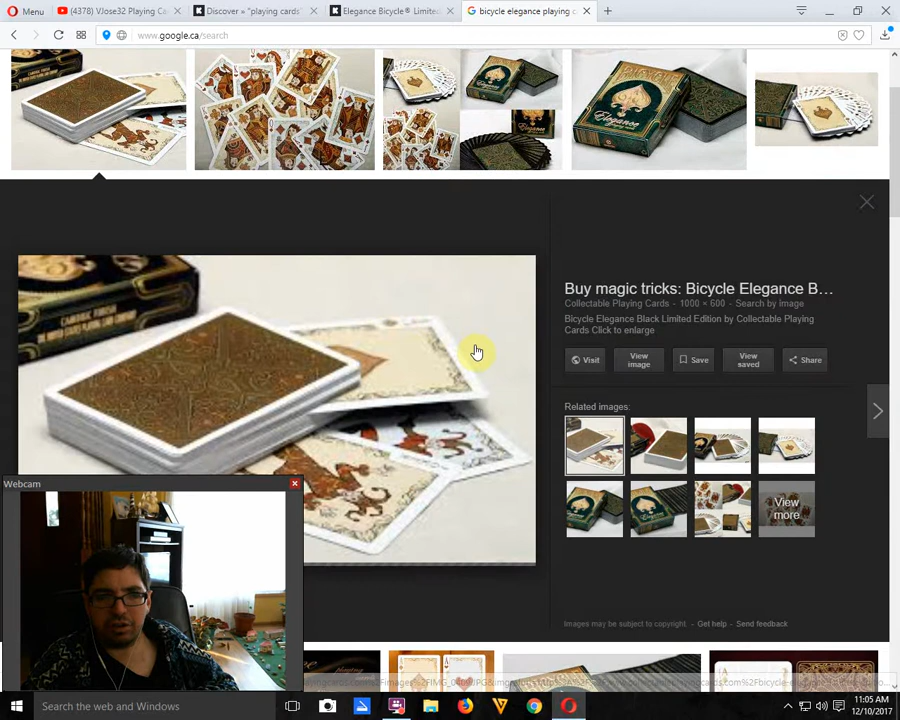 Menu
(4378) VJose32 Playing Ca
Discover » "playing cards"
Elegance Bicycle® Limite
bicycle elegance playing c
www.google.ca/search
Elegance
Buy magic tricks: Bicycle Elegance B...
Collectable Playing Cards - 1000 × 600 - Search by image
Bicycle Elegance Black Limited Edition by Collectable Playing
Cards Click to enlarge
Visit
View
image
Save
View
saved
Share
Related images:
View
more
Images may be subject to copyright. - Get help - Send feedback
Webcam
Search the web and Windows
11:05 AM
12/10/2017